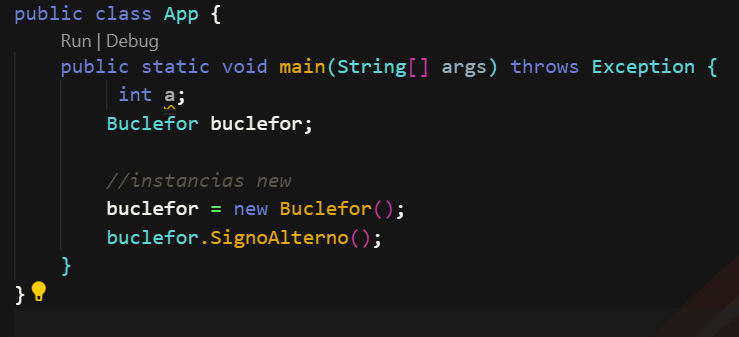 public class App {
Run | Debug
public static void main(String[] args) throws Exception {
int a;
Buclefor buclefor;
//instancias new
buclefor = new Buclefor();
buclefor.SignoAlterno();
}
}